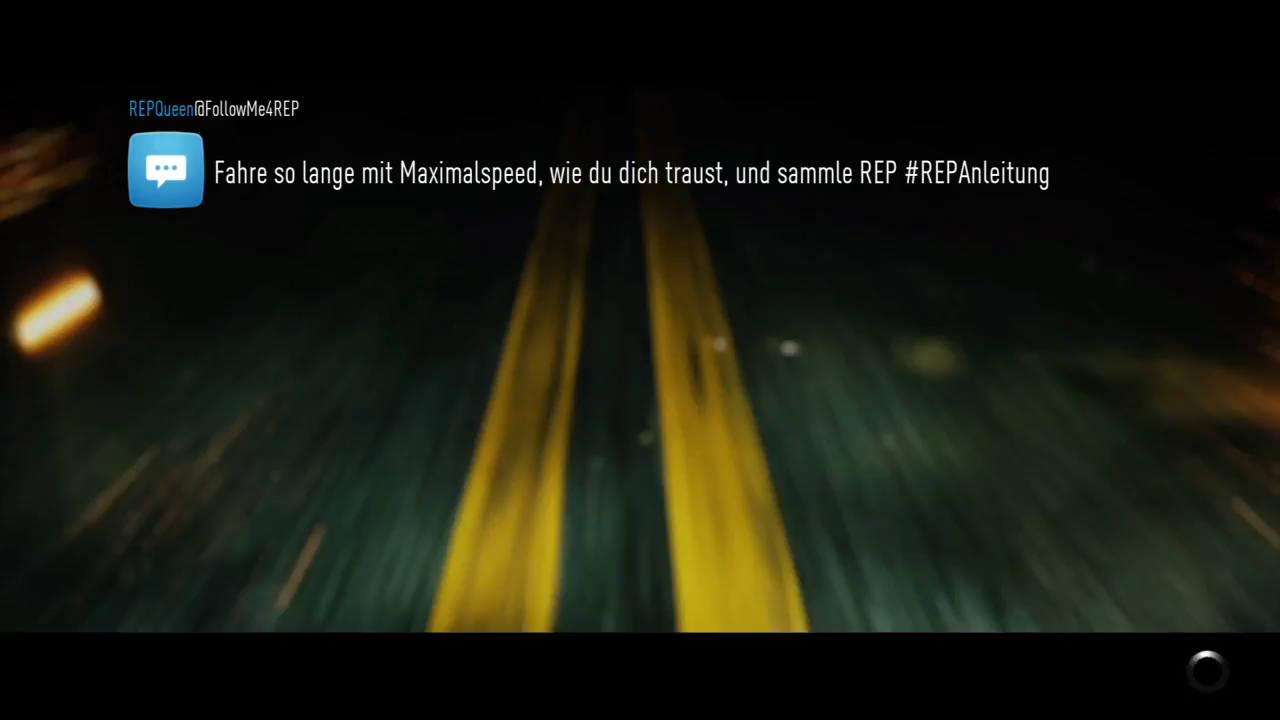 REPQueen@FollowMe4REP
Fahre so lange mit Maximalspeed, wie du dich traust, und sammle REP #REPAnleitung